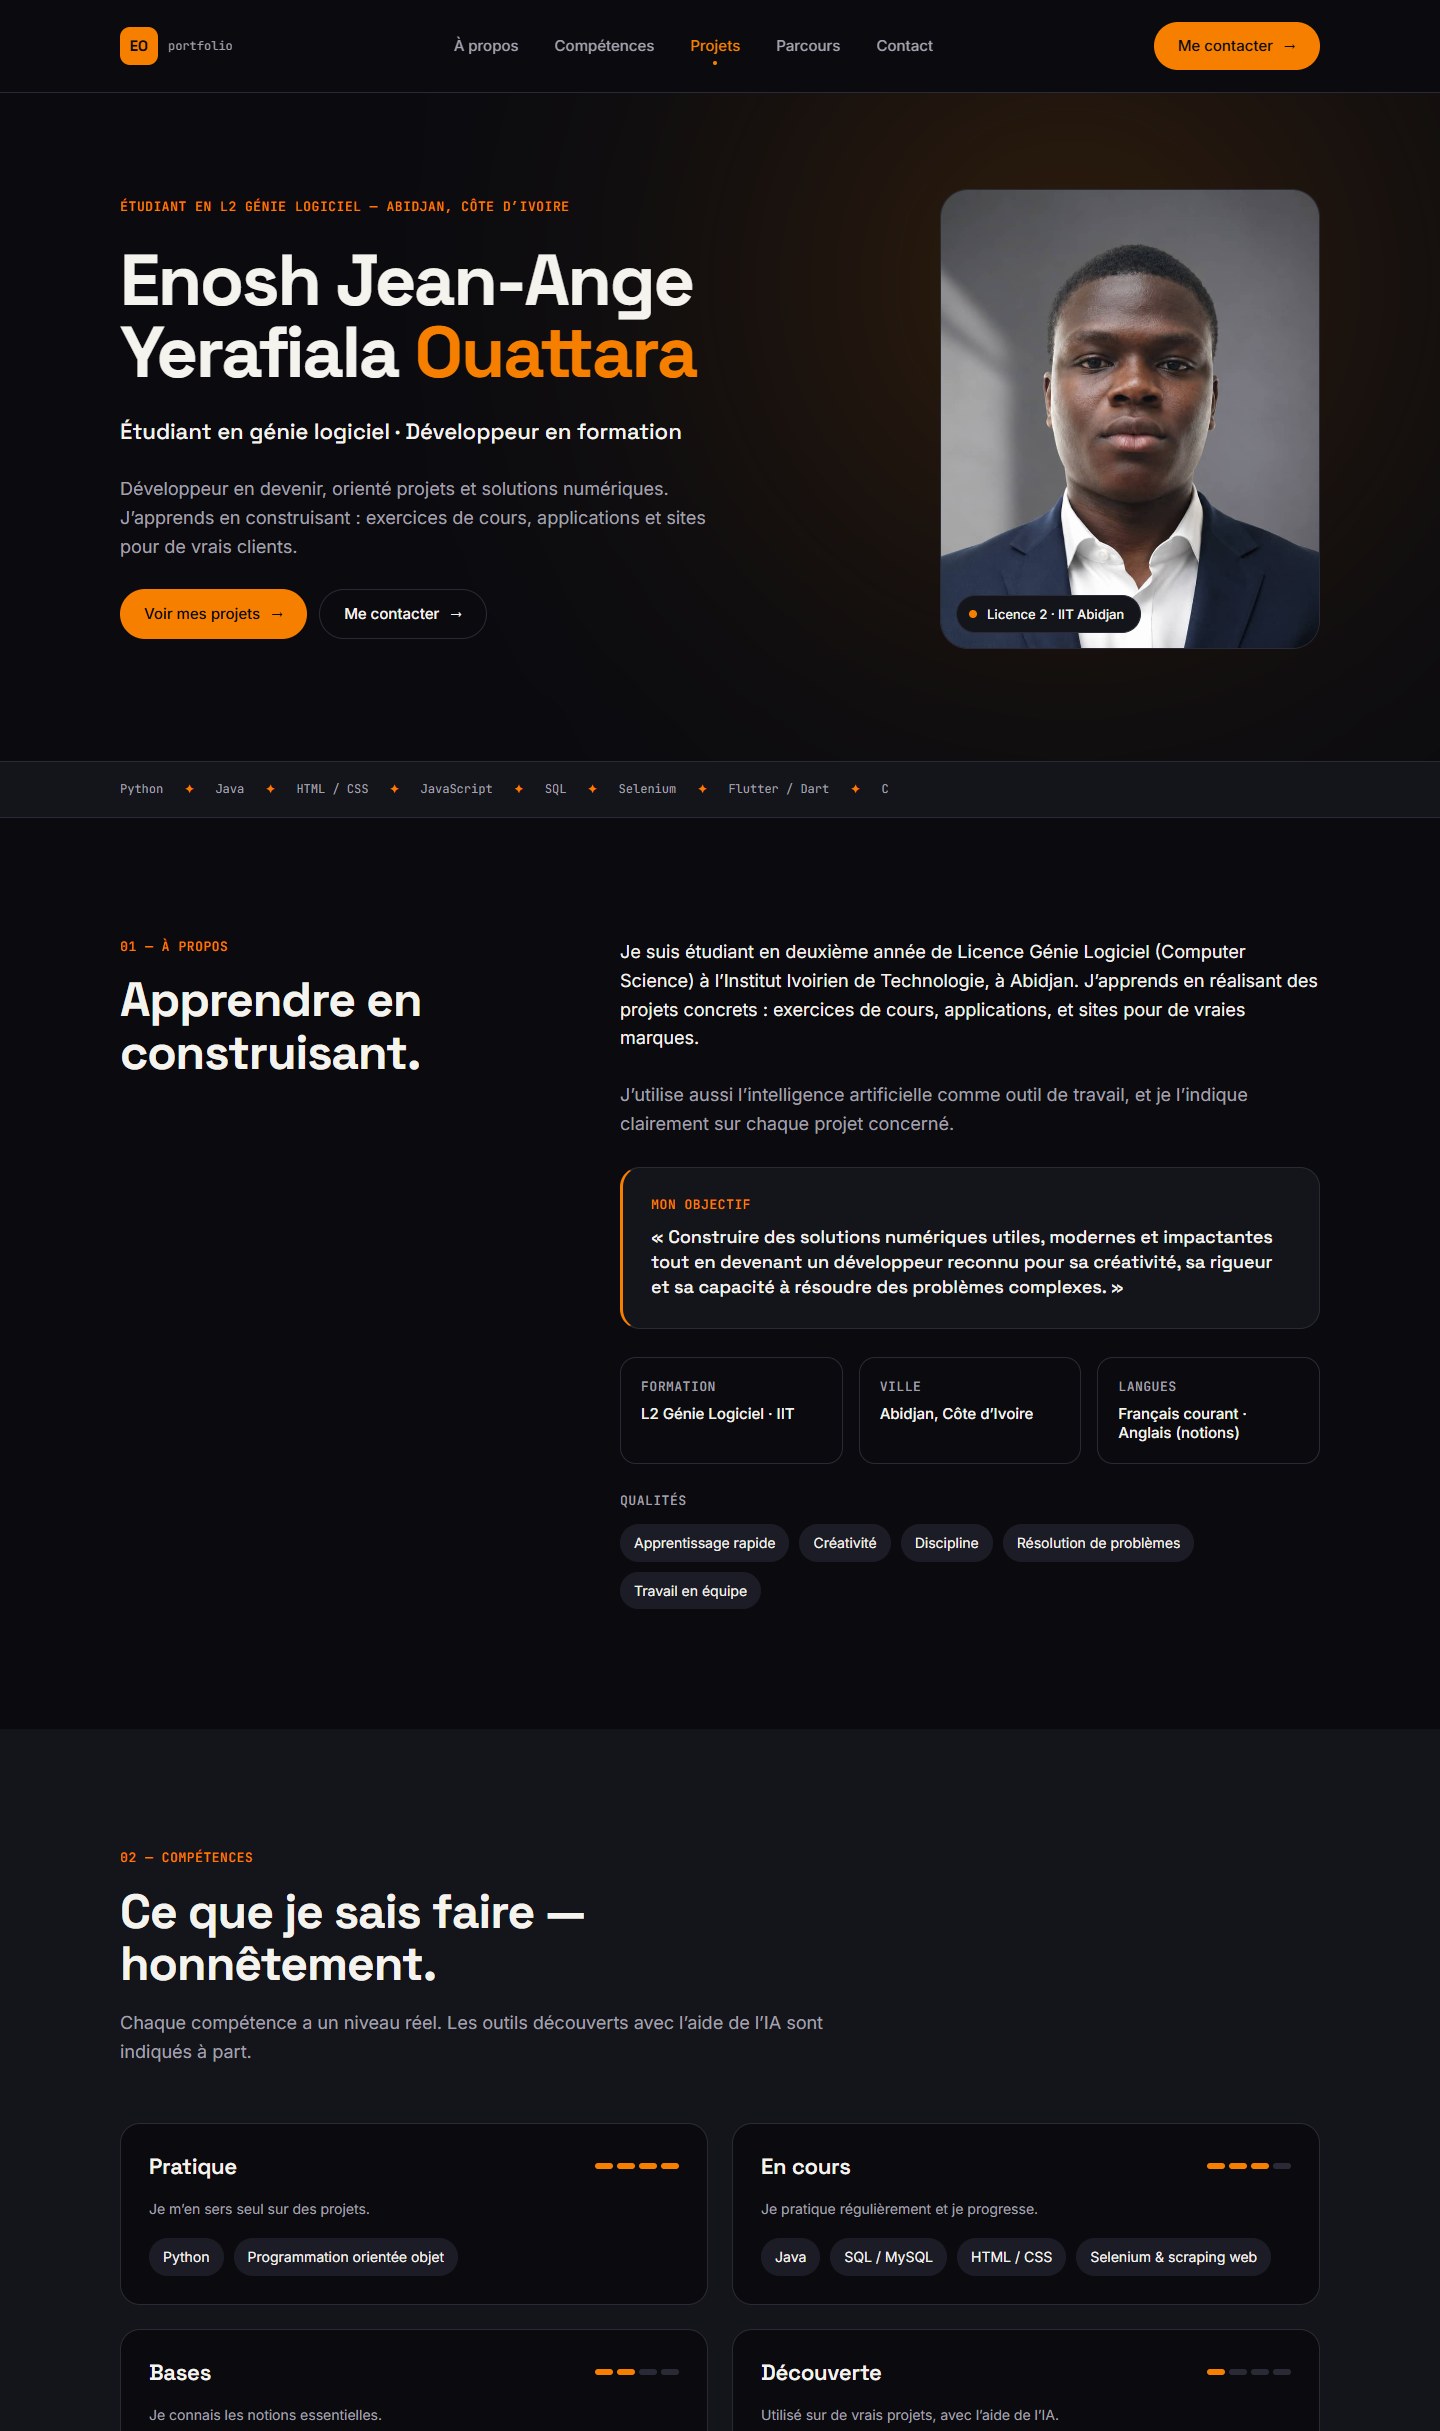 EO portfolio À propos Compétences Projets Parcours Contact Me contacter →
ÉTUDIANT EN L2 GÉNIE LOGICIEL — ABIDJAN, CÔTE D’IVOIRE
Enosh Jean-Ange
Yerafiala Ouattara
Étudiant en génie logiciel · Développeur en formation
Développeur en devenir, orienté projets et solutions numériques.
J’apprends en construisant : exercices de cours, applications et sites
pour de vrais clients.
Voir mes projets → Me contacter →
Licence 2 · IIT Abidjan
Python ✦ Java ✦ HTML / CSS ✦ JavaScript ✦ SQL ✦ Selenium ✦ Flutter / Dart ✦ C
01 — À PROPOS
Apprendre en
construisant.
Je suis étudiant en deuxième année de Licence Génie Logiciel (Computer
Science) à l’Institut Ivoirien de Technologie, à Abidjan. J’apprends en réalisant des
projets concrets : exercices de cours, applications, et sites pour de vraies
marques.
J’utilise aussi l’intelligence artificielle comme outil de travail, et je l’indique
clairement sur chaque projet concerné.
MON OBJECTIF
« Construire des solutions numériques utiles, modernes et impactantes
tout en devenant un développeur reconnu pour sa créativité, sa rigueur
et sa capacité à résoudre des problèmes complexes. »
FORMATION
L2 Génie Logiciel · IIT
VILLE
Abidjan, Côte d’Ivoire
LANGUES
Français courant ·
Anglais (notions)
QUALITÉS
Apprentissage rapide Créativité Discipline Résolution de problèmes
Travail en équipe
02 — COMPÉTENCES
Ce que je sais faire —
honnêtement.
Chaque compétence a un niveau réel. Les outils découverts avec l’aide de l’IA sont
indiqués à part.
Pratique
Je m’en sers seul sur des projets.
Python Programmation orientée objet
En cours
Je pratique régulièrement et je progresse.
Java SQL / MySQL HTML / CSS Selenium & scraping web
Bases
Je connais les notions essentielles.
Découverte
Utilisé sur de vrais projets, avec l’aide de l’IA.